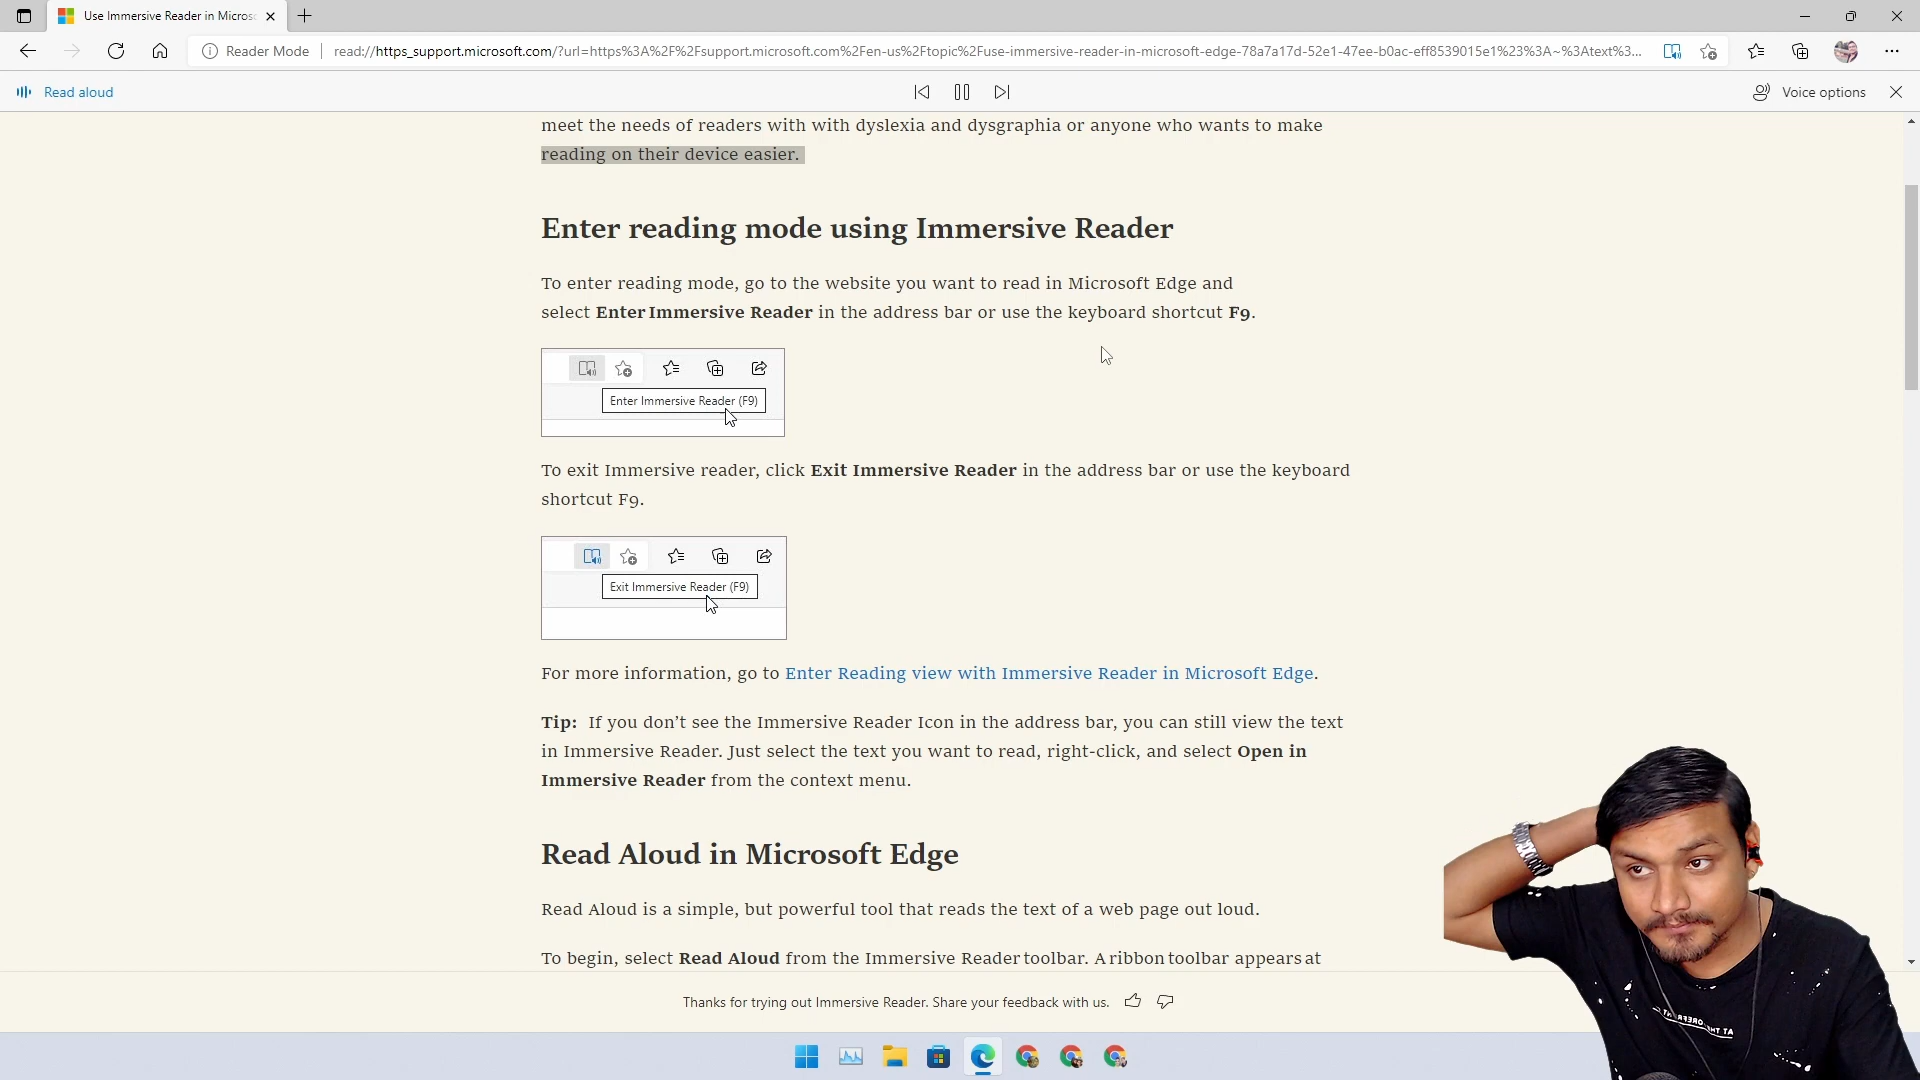 Use Immersive Reader in Micros
Reader Mode
read://https_support.microsoft.com/?url=https%3A%2F%2Fsupport.microsoft.com%2Fen-us%2Ftopic%2Fuse-immersive-reader-in-microsoft-edge-78a7a17d-52e1-47ee-b0ac-eff8539015e1%23%3A~%3Atext%3...
Read aloud
Voice options
meet the needs of readers with with dyslexia and dysgraphia or anyone who wants to make
reading on their device easier.
Enter reading mode using Immersive Reader
To enter reading mode, go to the website you want to read in Microsoft Edge and
select Enter Immersive Reader in the address bar or use the keyboard shortcut F9.
Enter Immersive Reader (F9)
To exit Immersive reader, click Exit Immersive Reader in the address bar or use the keyboard
shortcut F9.
Exit Immersive Reader (F9)
For more information, go to Enter Reading view with Immersive Reader in Microsoft Edge.
Tip: If you don’t see the Immersive Reader Icon in the address bar, you can still view the text
in Immersive Reader. Just select the text you want to read, right-click, and select Open in
Immersive Reader from the context menu.
Read Aloud in Microsoft Edge
Read Aloud is a simple, but powerful tool that reads the text of a web page out loud.
To begin, select Read Aloud from the Immersive Reader toolbar. A ribbon toolbar appears at
Thanks for trying out Immersive Reader. Share your feedback with us.